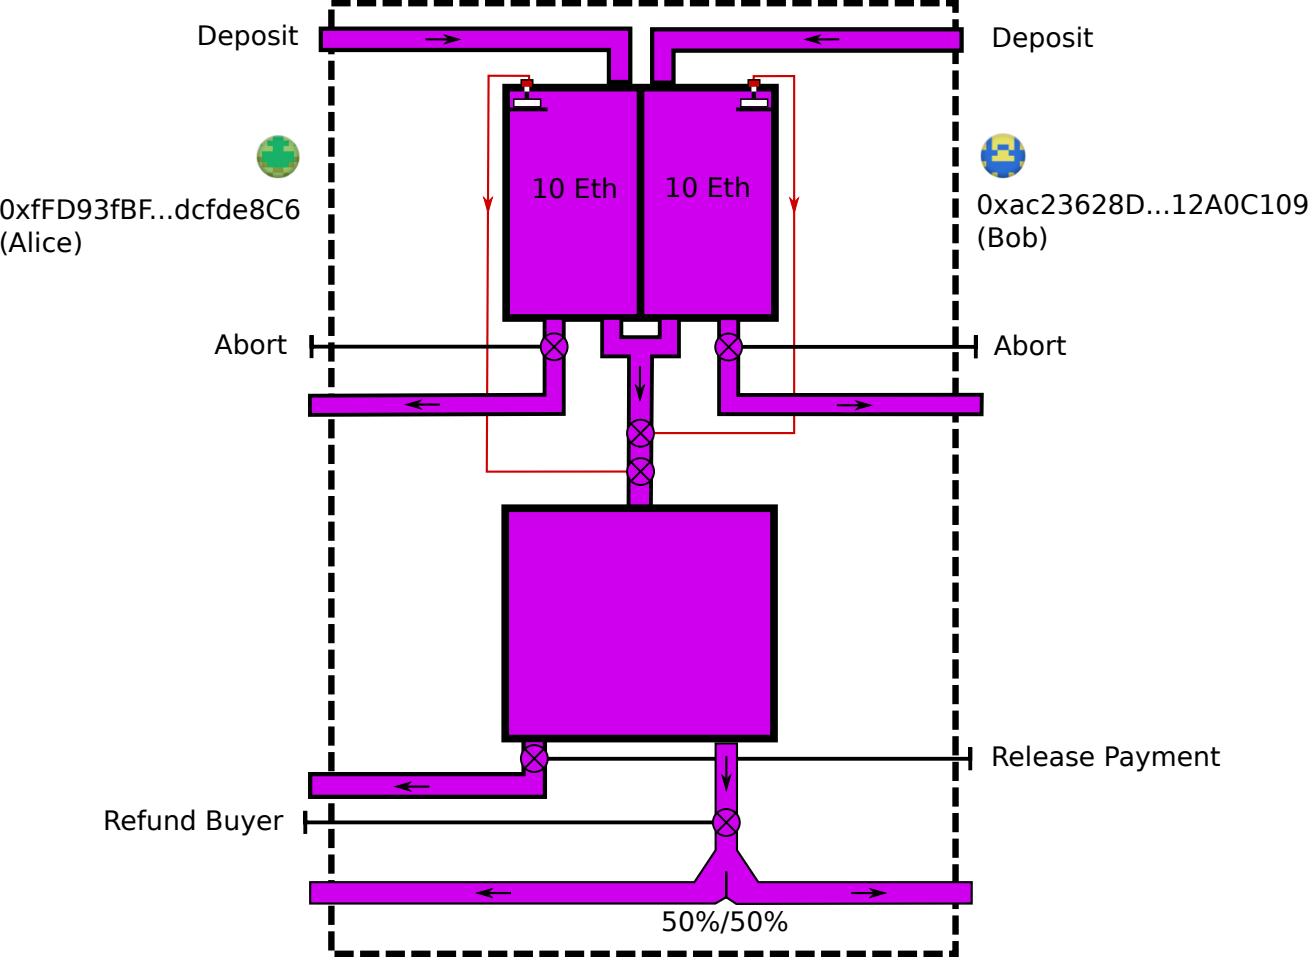 Deposit
Deposit
10 Eth
10 Eth
0xfFD93fBF...dcfde8C6
(Alice)
0xac23628D...12A0C109
(Bob)
Abort
Abort
Release Payment
Refund Buyer
50%/50%